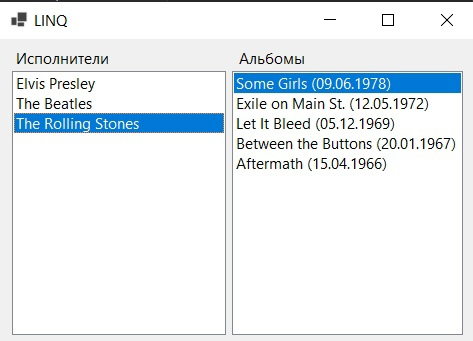 LINQ
Исполнители
Elvis Presley
The Beatles
The Rolling Stones
Альбомы
Some Girls (09.06.1978)
Exile on Main St. (12.05.1972)
Let It Bleed (05.12.1969)
Between the Buttons (20.01.1967)
Aftermath (15.04.1966)